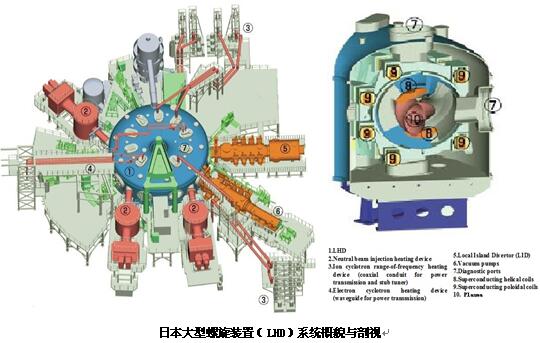 ③
②
②
⑦
④
①
⑤
⑥
②
②
③
⑦
⑨
⑨
⑧
⑦
⑩
⑨
⑨
⑧
⑨
⑨
1.LHD
2.Neutral beam injection heating device
3.Ion cyclotron range-of-frequency heating
device (coaxial conduit for power
transmission and stub tuner)
4.Electron cyclotron heating device
(waveguide for power transmission)
5.Local Island Divertor (LID)
6.Vacuum pumps
7.Diagnostic ports
8.Superconducting helical coils
9.Superconducting poloidal coils
10. Plasma
日本大型螺旋装置(LHD)系统概貌与剖视